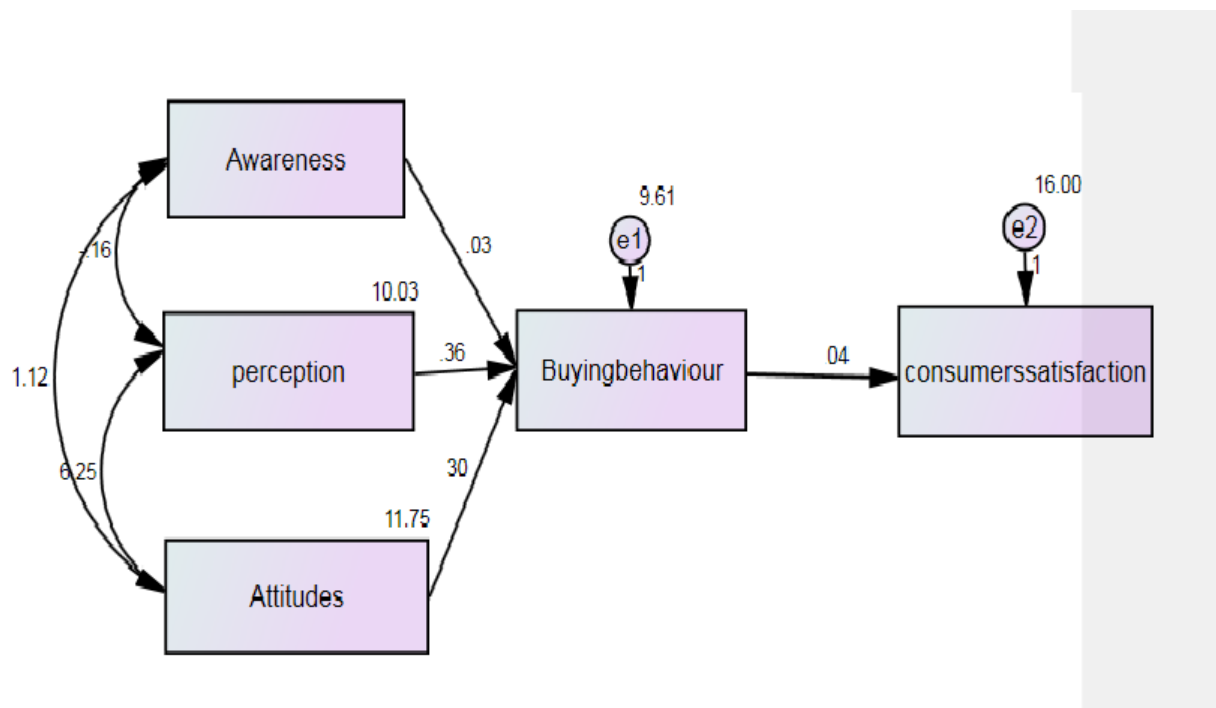 Awareness
-.16
.03
9.61
e1
1
16.00
e2
1
10.03
perception
.36
Buyingbehaviour
04
consumerssatisfaction
1.12
6.25
30
11.75
Attitudes